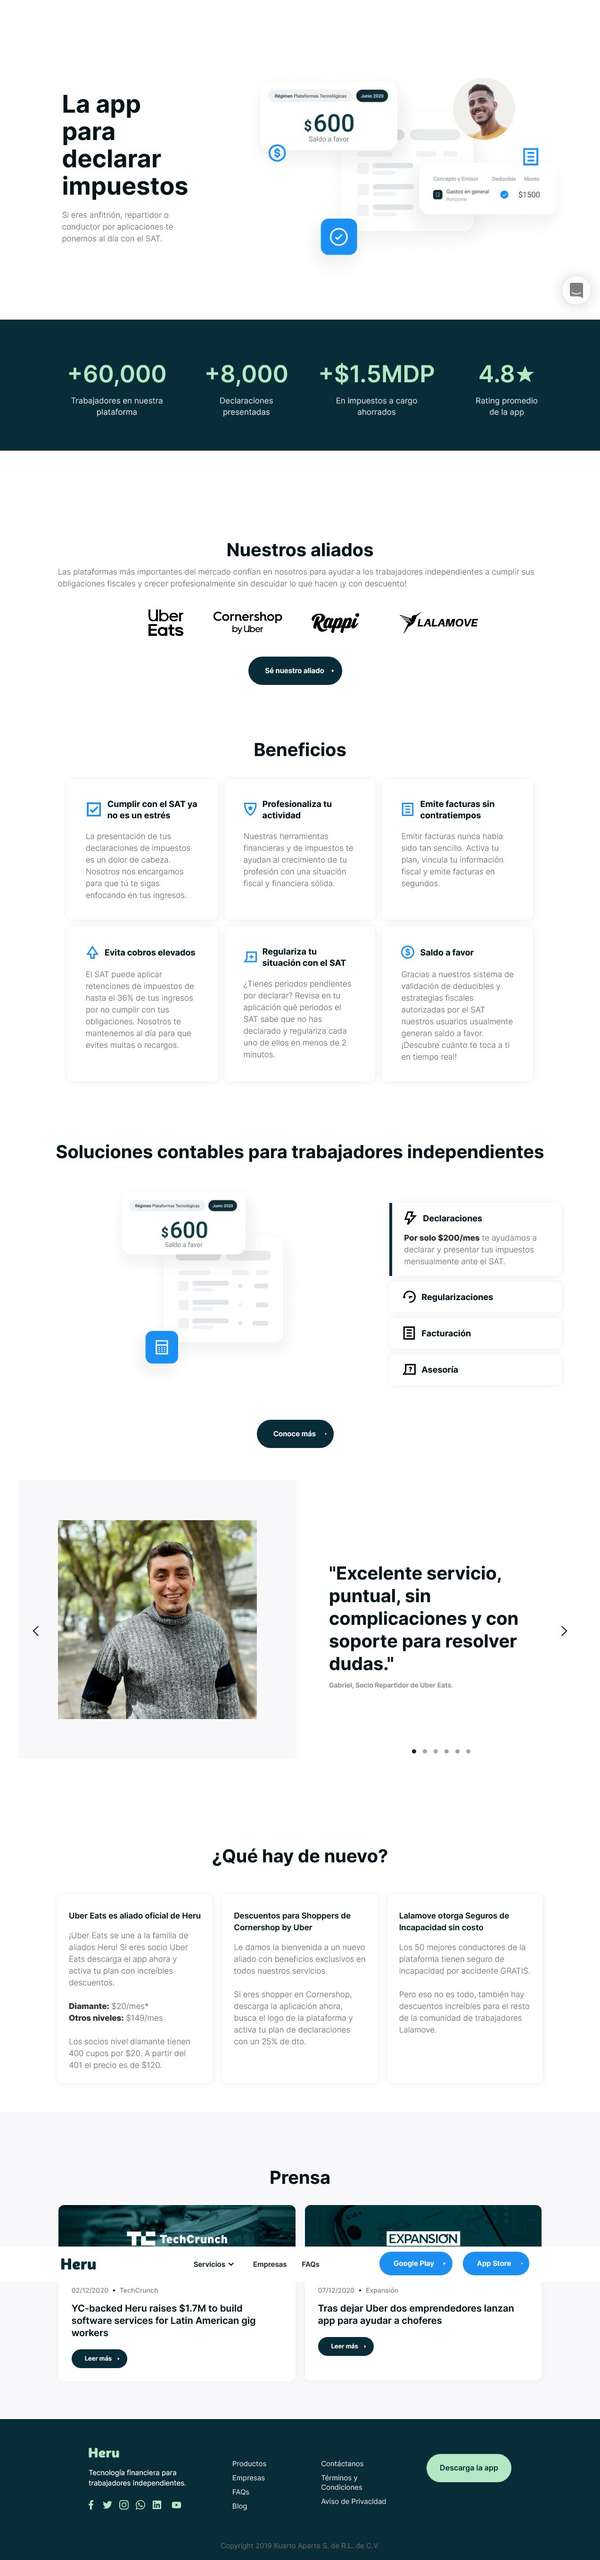 La app
para
declarar
impuestos
Si eres anfitrión, repartidor o
conductor por aplicaciones te
ponemos al día con el SAT.
Régimen Plataformas Tecnológicas
Junio 2020
$600
Saldo a favor
Concepto y Emisor
Deducible
Monto
Gastos en general
$1500
+60,000
Trabajadores en nuestra
plataforma
+8,000
Declaraciones
presentadas
+$1.5MDP
En impuestos a cargo
ahorrados
4.8★
Rating promedio
de la app
Nuestros aliados
Las plataformas más importantes del mercado confían en nosotros para ayudar a los trabajadores independientes a cumplir sus
obligaciones fiscales y crecer profesionalmente sin descuidar lo que hacen ¡y con descuento!
Uber
Eats
Cornershop
by Uber
Rappi
LALAMOVE
Sé nuestro aliado
Beneficios
Cumplir con el SAT ya
no es un estrés
La presentación de tus
declaraciones de impuestos
es un dolor de cabeza.
Nosotros nos encargamos
para que tú te sigas
enfocando en tus ingresos.
Profesionaliza tu
actividad
Nuestras herramientas
financieras y de impuestos te
ayudan al crecimiento de tu
profesión con una situación
fiscal y financiera sólida.
Emite facturas sin
contratiempos
Emitir facturas nunca había
sido tan sencillo. Activa tu
plan, vincula tu información
fiscal y emite facturas en
segundos.
Evita cobros elevados
El SAT puede aplicar
retenciones de impuestos de
hasta el 36% de tus ingresos
por no cumplir con tus
obligaciones. Nosotros te
mantenemos al día para que
evites multas o recargos.
Regulariza tu
situación con el SAT
¿Tienes periodos pendientes
por declarar? Revisa en tu
aplicación qué periodos el
SAT sabe que no has
declarado y regulariza cada
uno de ellos en menos de 2
minutos.
Saldo a favor
Gracias a nuestro sistema de
validación de deducibles y
estrategias fiscales
autorizadas por el SAT
nuestros usuarios usualmente
generan saldo a favor.
¡Descubre cuánto te toca a ti
en tiempo real!
Soluciones contables para trabajadores independientes
Régimen Plataformas Tecnológicas
Junio 2020
$600
Saldo a favor
Declaraciones
Por solo $200/mes te ayudamos a
declarar y presentar tus impuestos
mensualmente ante el SAT.
Regularizaciones
Facturación
Asesoría
Conoce más
"Excelente servicio,
puntual, sin
complicaciones y con
soporte para resolver
dudas."
Gabriel, Socio Repartidor de Uber Eats.
¿Qué hay de nuevo?
Uber Eats es aliado oficial de Heru
¡Uber Eats se une a la familia de
aliados Heru! Si eres socio Uber
Eats descarga el app ahora y
activa tu plan con increíbles
descuentos.
Diamante: $20/mes*
Otros niveles: $149/mes
Los socios nivel diamante tienen
400 cupos por $20. A partir del
401 el precio es de $120.
Descuentos para Shoppers de
Cornershop by Uber
Le damos la bienvenida a un nuevo
aliado con beneficios exclusivos en
todos nuestros servicios.
Si eres shopper en Cornershop,
descarga la aplicación ahora,
busca el logo de la plataforma y
activa tu plan de declaraciones
con un 25% de dto.
Lalamove otorga Seguros de
Incapacidad sin costo
Los 50 mejores conductores de la
plataforma tienen seguro de
incapacidad por accidente GRATIS.
Pero eso no es todo, también hay
descuentos increíbles para el resto
de la comunidad de trabajadores
Lalamove.
Prensa
TechCrunch
EXPANSIÓN
Heru
Servicios
Empresas
FAQs
Google Play
App Store
02/12/2020 • TechCrunch
YC-backed Heru raises $1.7M to build
software services for Latin American gig
workers
Leer más
07/12/2020 • Expansión
Tras dejar Uber dos emprendedores lanzan
app para ayudar a choferes
Leer más
Heru
Tecnología financiera para
trabajadores independientes.
Productos
Empresas
FAQs
Blog
Contáctanos
Términos y
Condiciones
Aviso de Privacidad
Descarga la app
Copyright 2019 Kuarto Aparte S. de R.L. de C.V.